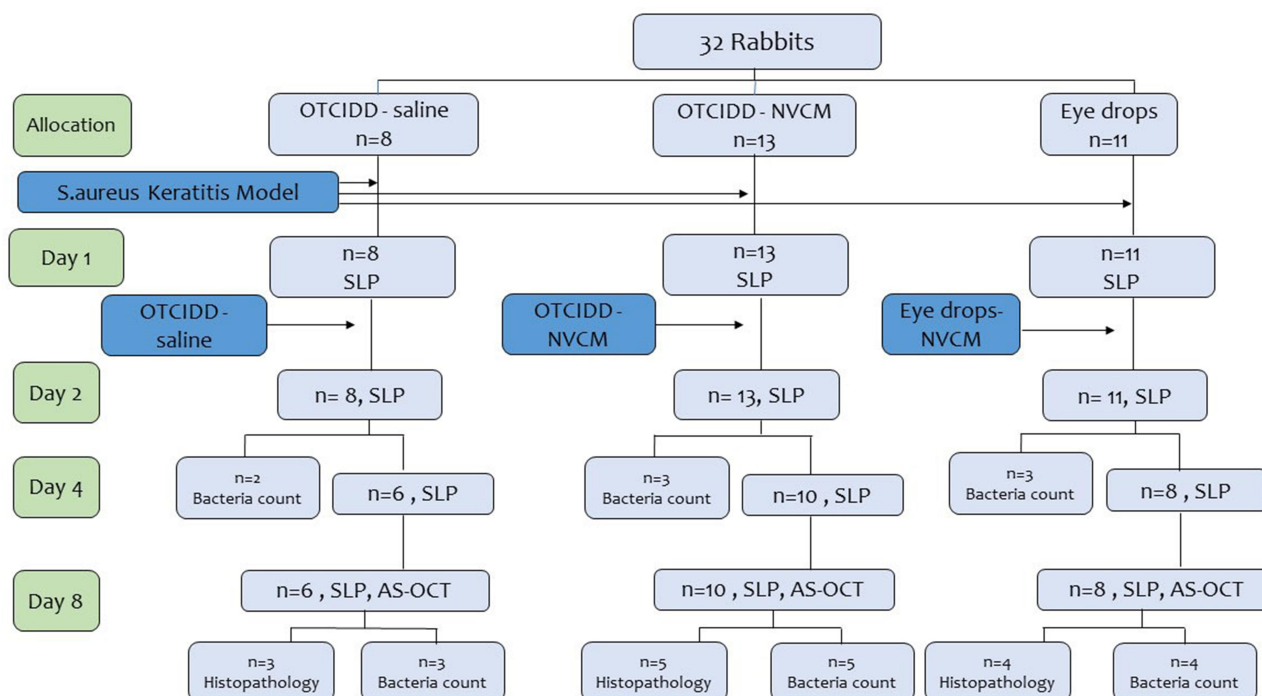 32 Rabbits
Allocation
OTCIDD - saline
n=8
OTCIDD - NVCM
n=13
Eye drops
n=11
S.aureus Keratitis Model
Day 1
n=8
SLP
n=13
SLP
n=11
SLP
OTCIDD -
saline
OTCIDD -
NVCM
Eye drops-
NVCM
Day 2
n= 8, SLP
n= 13, SLP
n= 11, SLP
Day 4
n=2
Bacteria count
n=6 , SLP
n=3
Bacteria count
n=10 , SLP
n=3
Bacteria count
n=8 , SLP
Day 8
n=6 , SLP, AS-OCT
n=10 , SLP, AS-OCT
n=8 , SLP, AS-OCT
n=3
Histopathology
n=3
Bacteria count
n=5
Histopathology
n=5
Bacteria count
n=4
Histopathology
n=4
Bacteria count